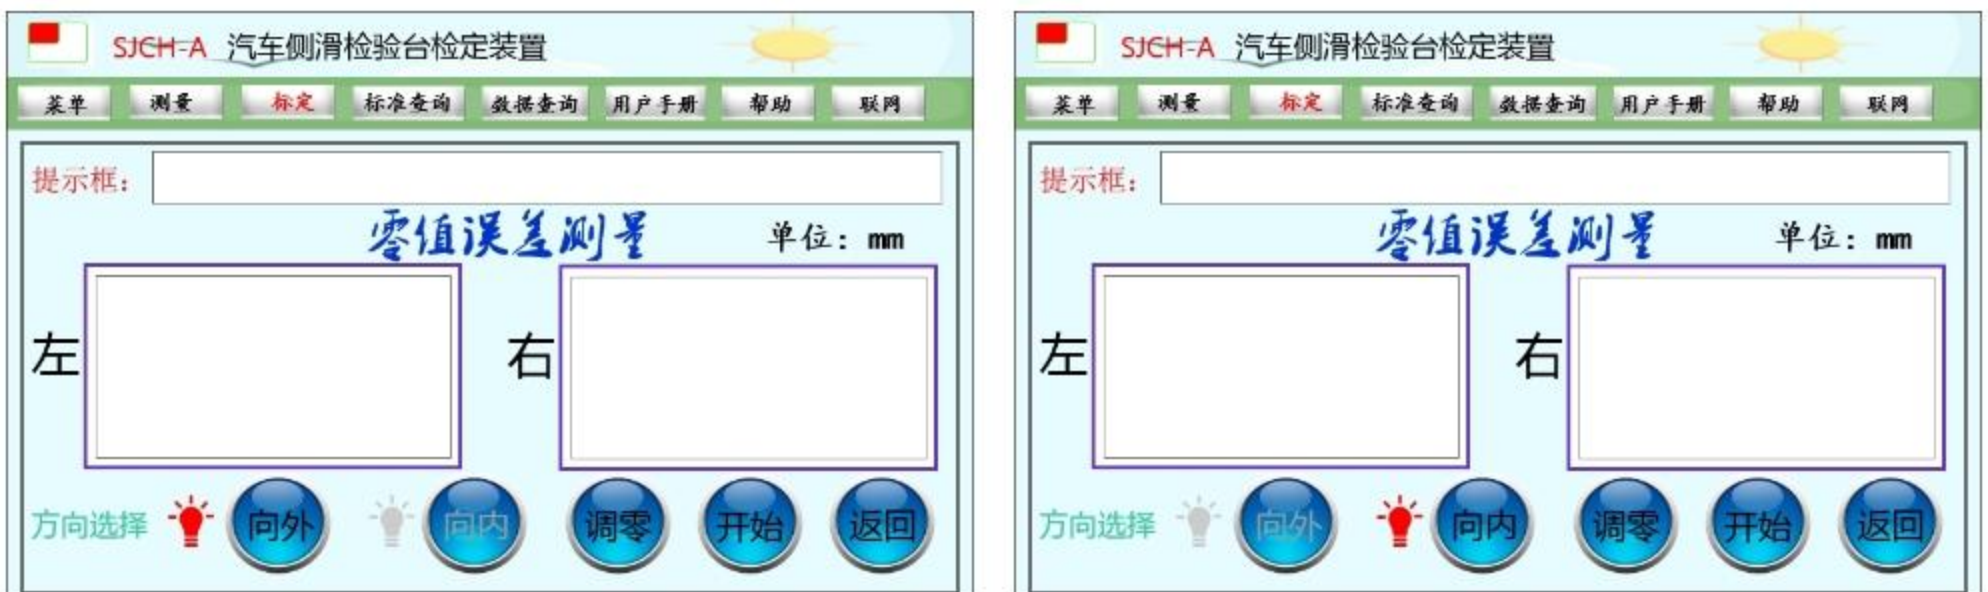 SJCH-A 汽车侧滑检验台检定装置
菜单 测量 标定 标准查询 数据查询 用户手册 帮助 联网
提示框：
零值误差测量 单位：mm
左 右
方向选择 向外 向内 调零 开始 返回
SJCH-A 汽车侧滑检验台检定装置
菜单 测量 标定 标准查询 数据查询 用户手册 帮助 联网
提示框：
零值误差测量 单位：mm
左 右
方向选择 向外 向内 调零 开始 返回